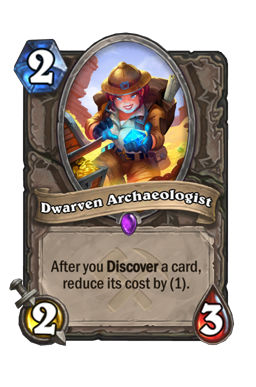 2
Dwarven Archaeologist
After you Discover a card,
reduce its cost by (1).
2
3